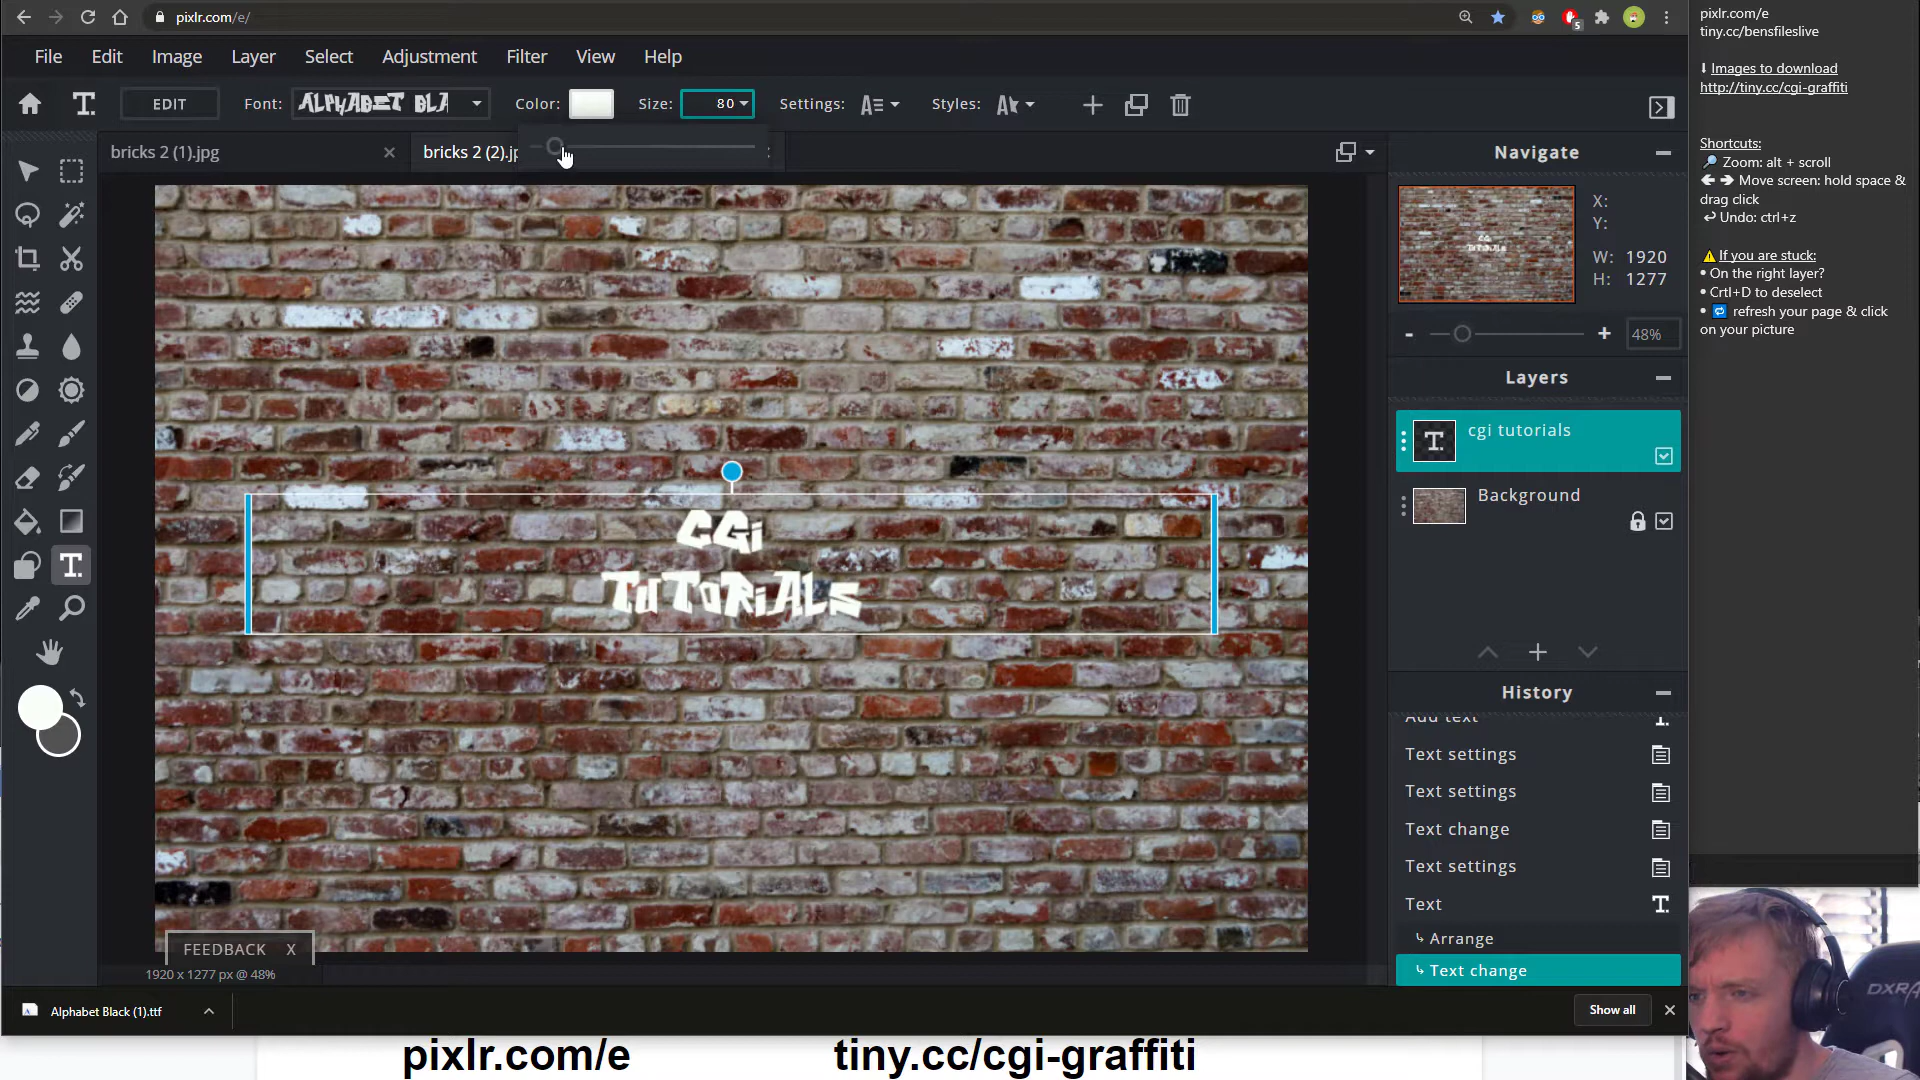 pixlr.com/e/
5
File Edit Image Layer Select Adjustment Filter View Help
EDIT Font: ALPHABET BLA Color: Size: 80 Settings: Styles:
bricks 2 (1).jpg
bricks 2 (2).jp
CGi
TUTORIALS
FEEDBACK X
1920 x 1277 px @ 48%
Navigate
X:
Y:
W: 1920
H: 1277
- + 48%
Layers
T. cgi tutorials
Background
History
Add text
Text settings
Text settings
Text change
Text settings
Text
Arrange
Text change
Alphabet Black (1).ttf
Show all
pixlr.com/e tiny.cc/cgi-graffiti
pixlr.com/e
tiny.cc/bensfileslive
⬇ Images to download
http://tiny.cc/cgi-graffiti
Shortcuts:
🔎 Zoom: alt + scroll
🡨 🡪 Move screen: hold space &
drag click
↩ Undo: ctrl+z
⚠ If you are stuck:
• On the right layer?
• Crtl+D to deselect
• 🔁 refresh your page & click
on your picture